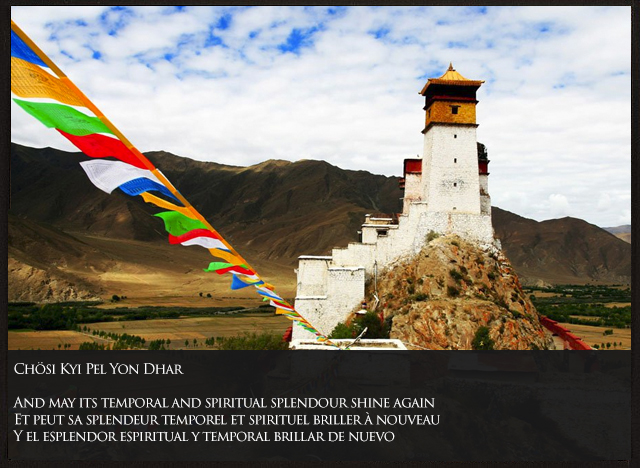 Chösi Kyi Pel Yon Dhar
And may its temporal and spiritual splendour shine again
Et peut sa splendeur temporel et spirituel briller à nouveau
Y el esplendor espiritual y temporal brillar de nuevo